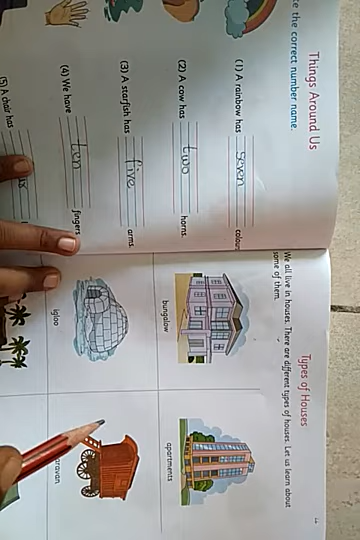 Things Around Us
te the correct number name.
(1) A rainbow has seven colour
(2) A cow has two horns.
(3) A starfish has five arms.
(4) We have ten fingers
(5) A chair has
Types of Houses
We all live in houses. There are different types of houses. Let us learn about
some of them.
bungalow
apartments
igloo
ravan